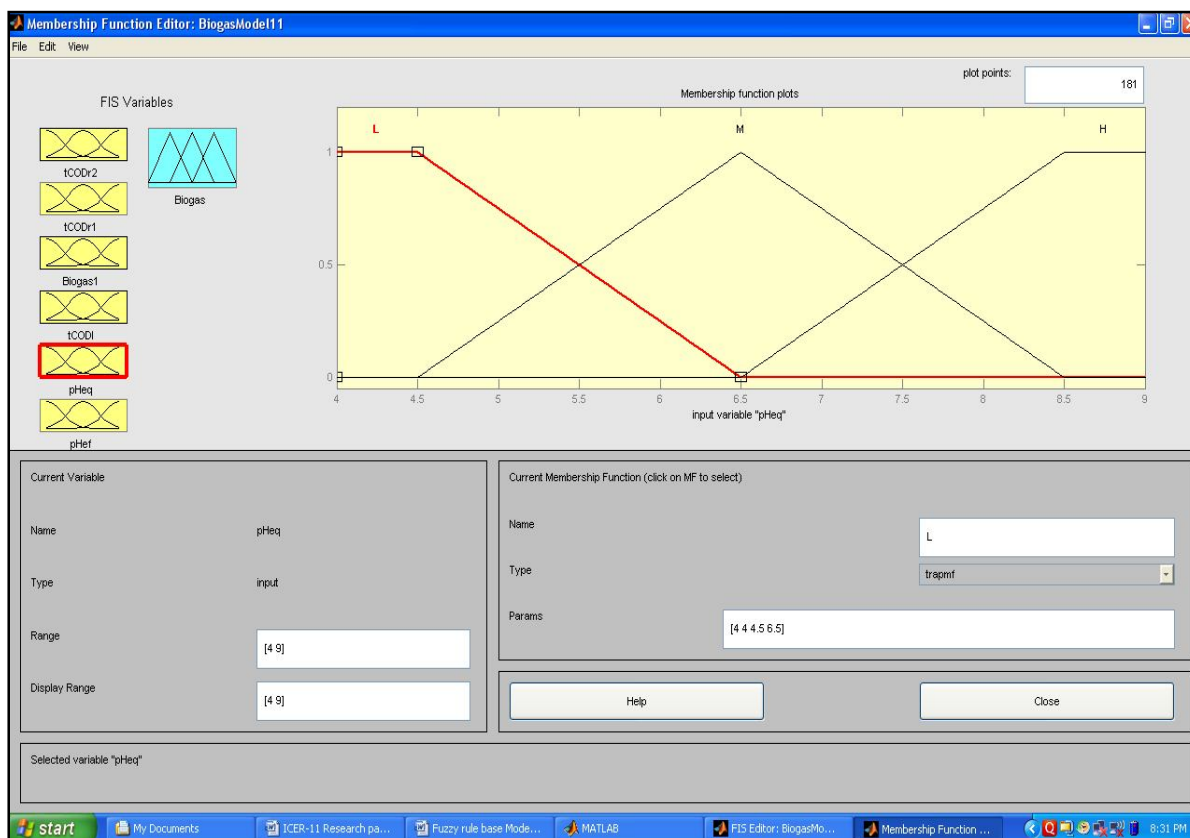 Membership Function Editor: BiogasModel11
File Edit View
plot points:
181
FIS Variables
Membership function plots
tCODr2
tCODr1
Biogas1
tCODl
pHeq
pHef
Biogas
L
M
H
1
0.5
0
4 4.5 5 5.5 6 6.5 7 7.5 8 8.5 9
input variable "pHeq"
Current Variable
Name pHeq
Type input
Range [4 9]
Display Range [4 9]
Current Membership Function (click on MF to select)
Name L
Type trapmf
Params [4 4 4.5 6.5]
Help Close
Selected variable "pHeq"
start My Documents ICER-11 Research pa... Fuzzy rule base Mode... MATLAB FIS Editor: BiogasMo... Membership Function ... 8:31 PM